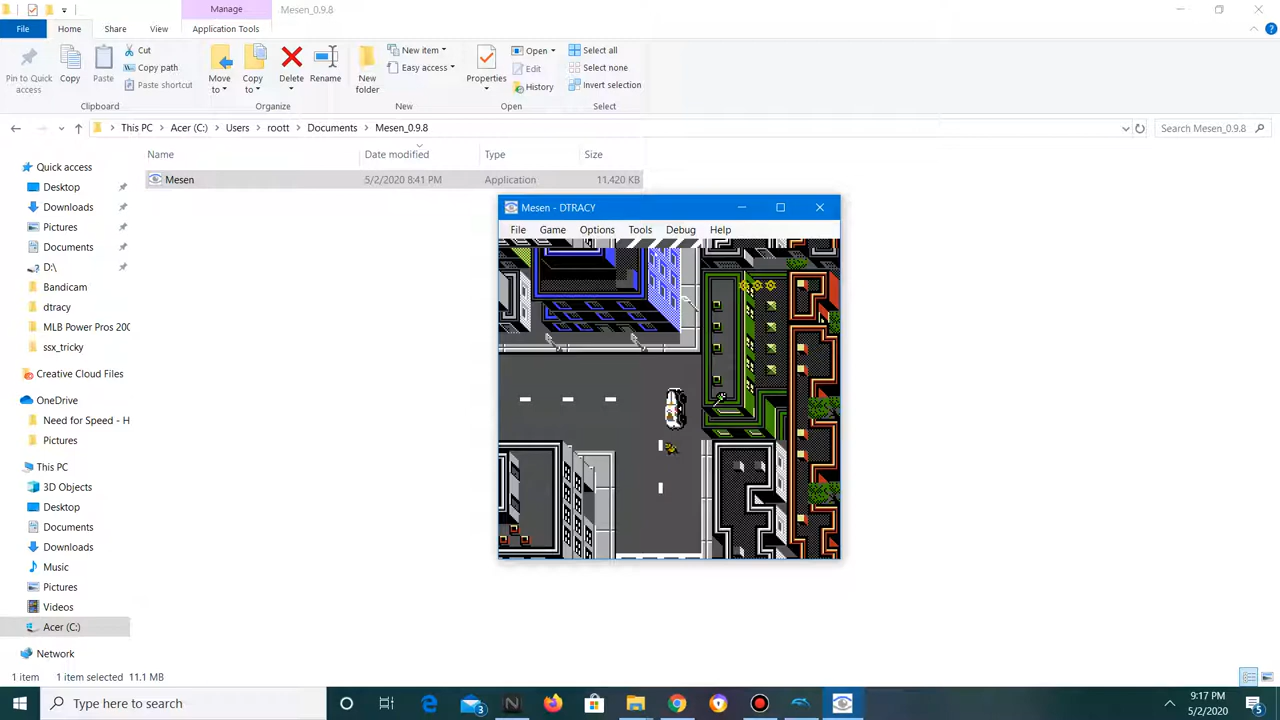 Manage
Mesen_0.9.8
File
Home
Share
View
Application Tools
Pin to Quick access
Copy
Paste
Cut
Copy path
Paste shortcut
Clipboard
Move to
Copy to
Delete
Rename
Organize
New folder
New item
Easy access
New
Properties
Open
Edit
History
Open
Select all
Select none
Invert selection
Select
This PC
Acer (C:)
Users
roott
Documents
Mesen_0.9.8
Search Mesen_0.9.8
Name
Date modified
Type
Size
Mesen
5/2/2020 8:41 PM
Application
11,420 KB
Quick access
Desktop
Downloads
Pictures
Documents
D:\
Bandicam
dtracy
MLB Power Pros 200
ssx_tricky
Creative Cloud Files
OneDrive
Need for Speed - H
Pictures
This PC
3D Objects
Desktop
Documents
Downloads
Music
Pictures
Videos
Acer (C:)
Network
Mesen - DTRACY
File
Game
Options
Tools
Debug
Help
1 item
1 item selected 11.1 MB
Type here to search
3
9:17 PM
5/2/2020
5